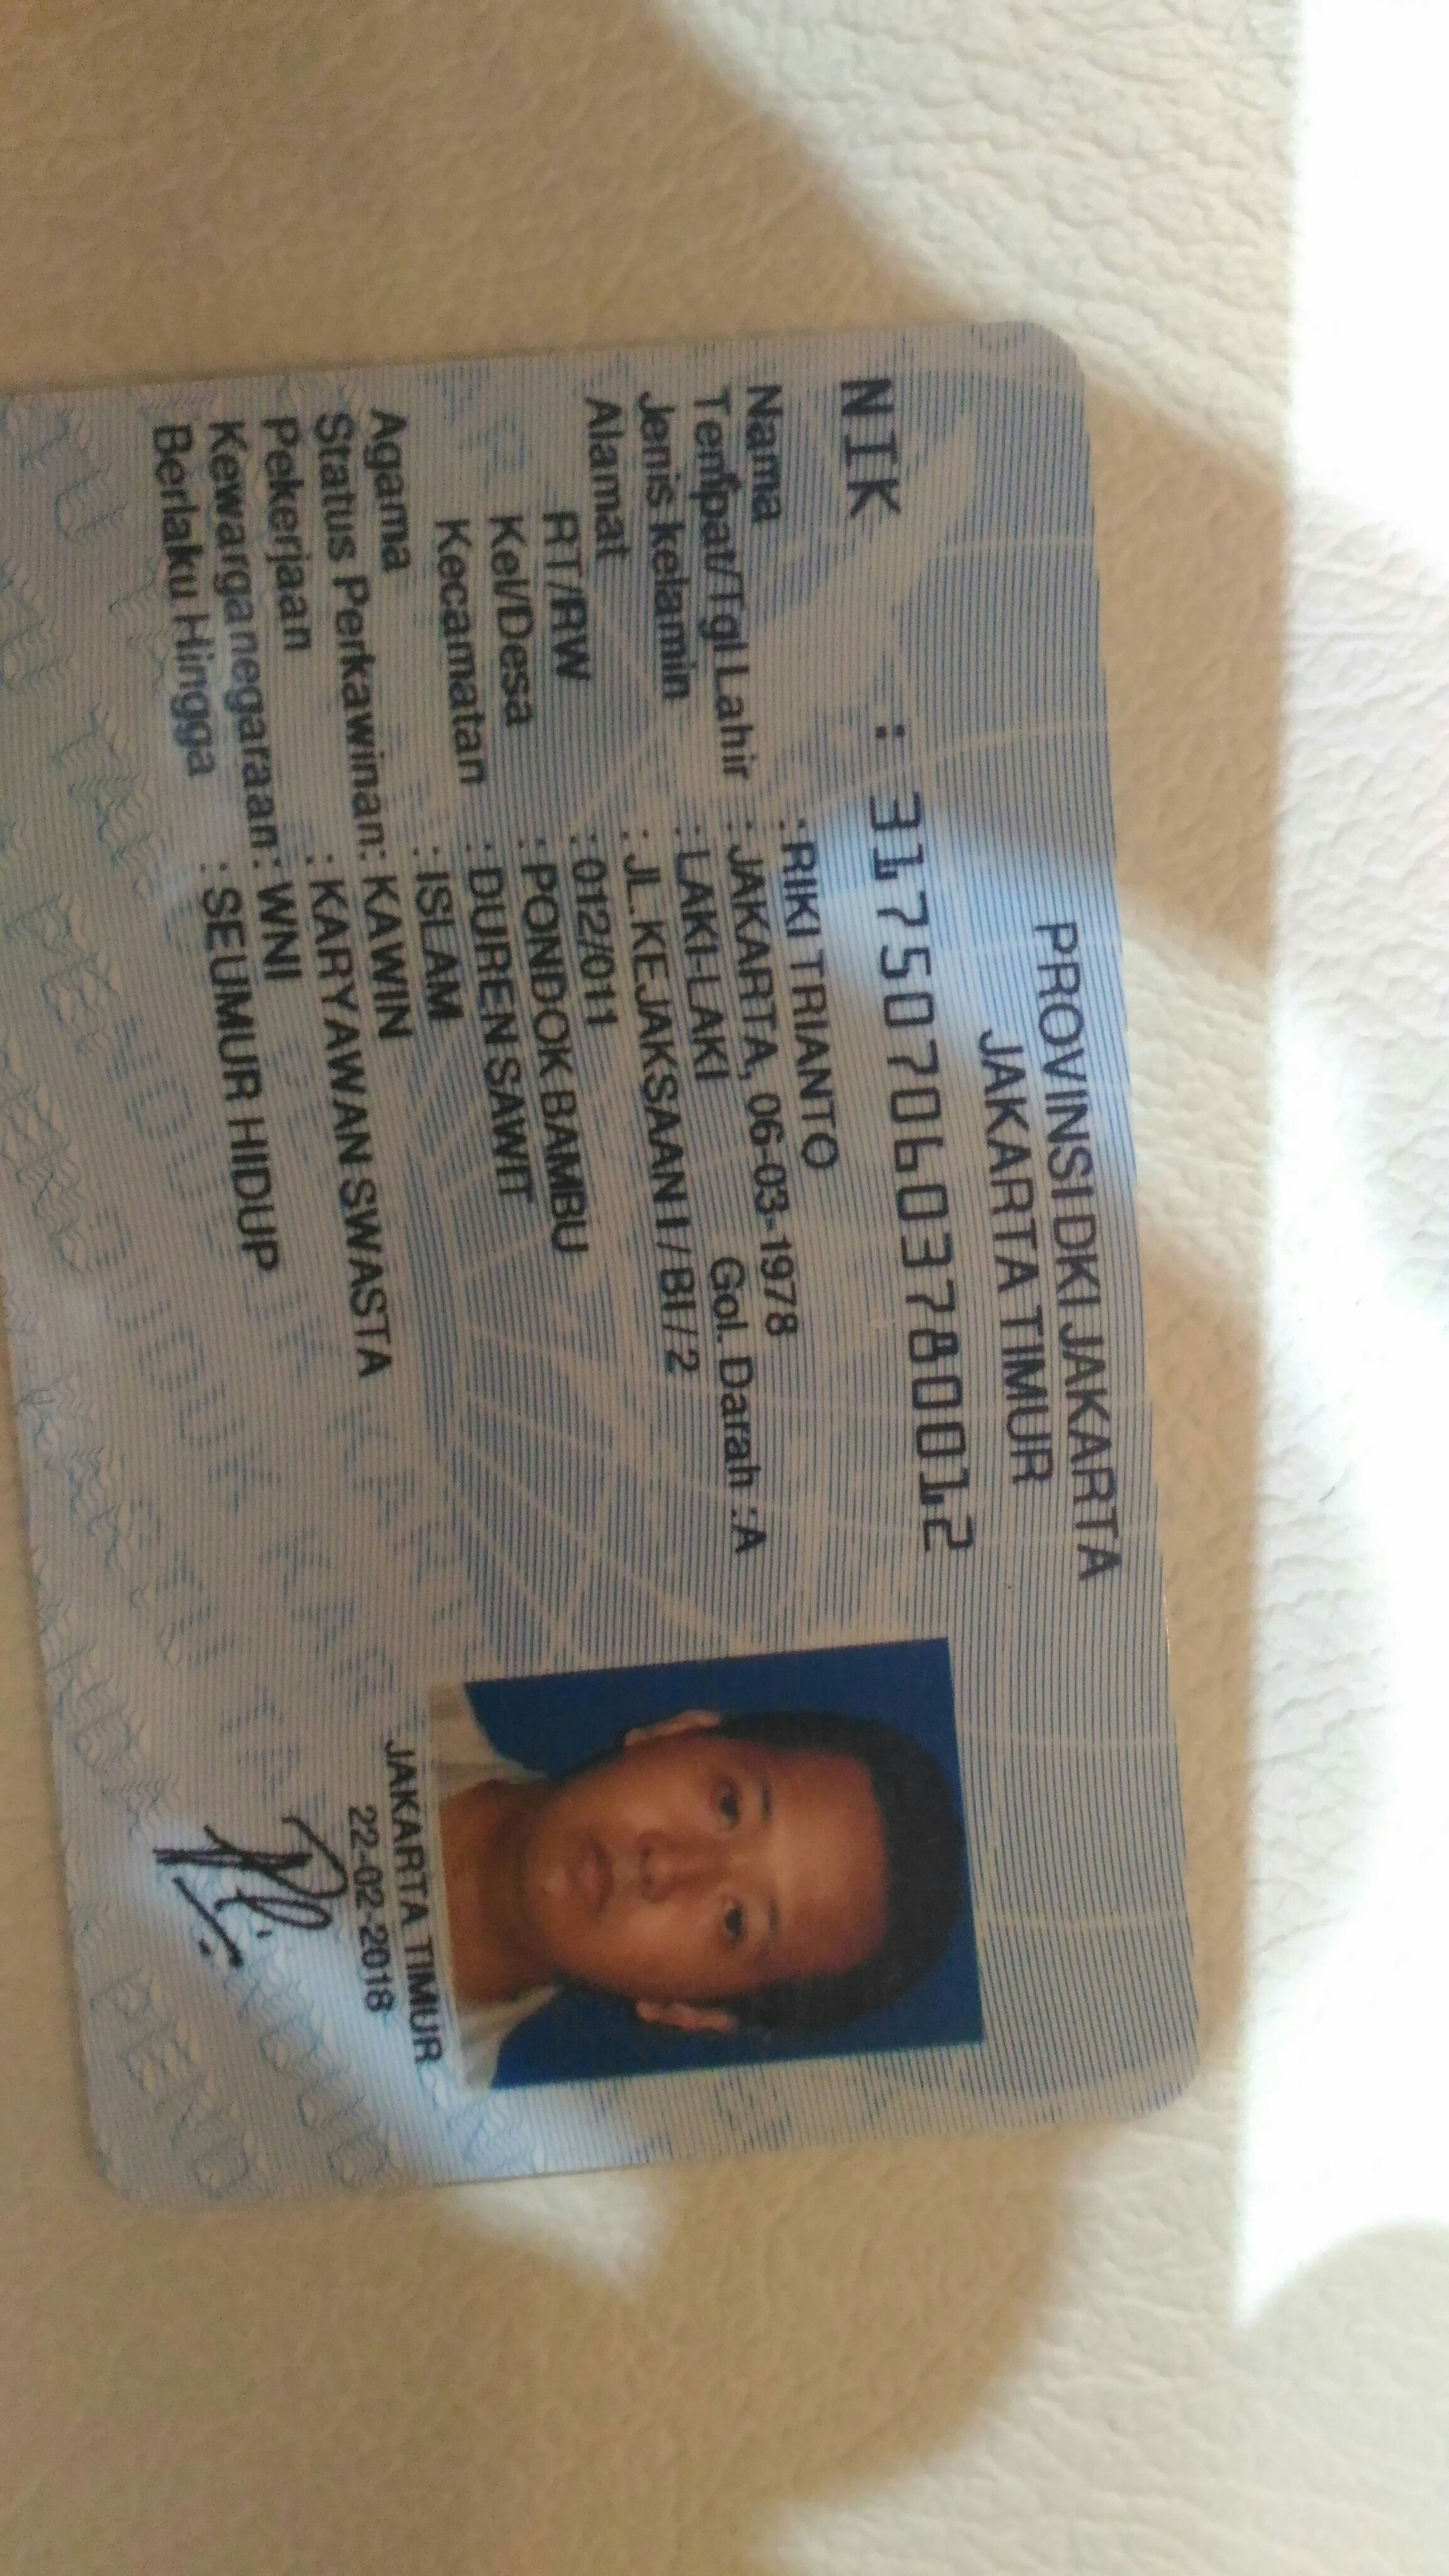 PROVINSI DKI JAKARTA
JAKARTA TIMUR
NIK : 3175070603780012
Nama : RIKI TRIANTO
Tempat/Tgl Lahir : JAKARTA, 06-03-1978
Jenis kelamin : LAKI-LAKI Gol. Darah : A
Alamat : JL.KEJAKSAAN I / BI / 2
RT/RW : 012/011
Kel/Desa : PONDOK BAMBU
Kecamatan : DUREN SAWIT
Agama : ISLAM
Status Perkawinan: KAWIN
Pekerjaan : KARYAWAN SWASTA
Kewarganegaraan: WNI
Berlaku Hingga : SEUMUR HIDUP
JAKARTA TIMUR
22-02-2018